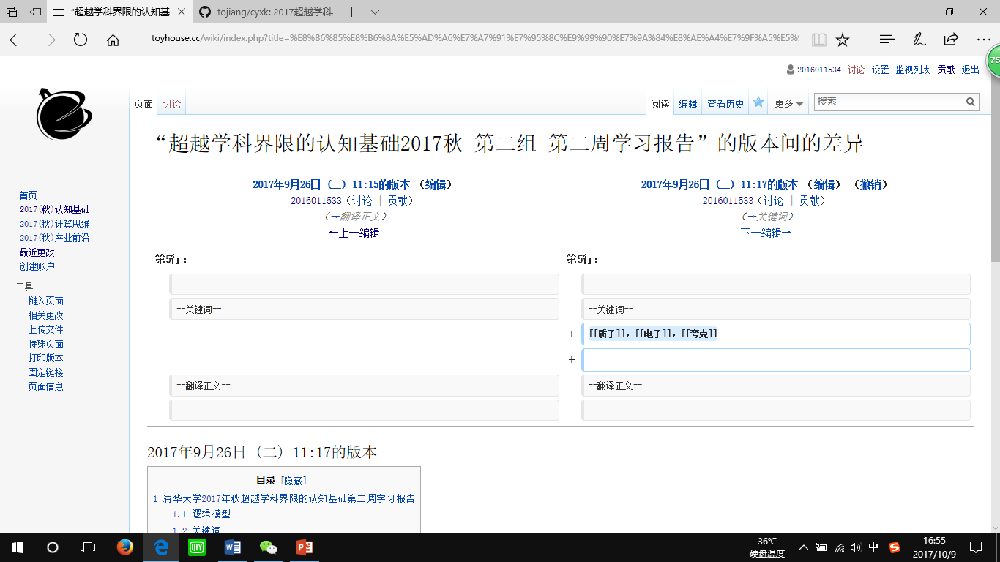 “超越学科界限的认知基
tojiang/cyxk: 2017超越学科
toyhouse.cc/wiki/index.php?title=%E8%B6%85%E8%B6%8A%E5%AD%A6%E7%A7%91%E7%95%8C%E9%99%90%E7%9A%84%E8%AE%A4%E7%9F%A5%E5%
75
2016011534 讨论 设置 监视列表 贡献 退出
页面 讨论 阅读 编辑 查看历史 更多 搜索
“超越学科界限的认知基础2017秋-第二组-第二周学习报告”的版本间的差异
2017年9月26日 (二) 11:15的版本 (编辑)
2017年9月26日 (二) 11:17的版本 (编辑) (撤销)
2016011533 (讨论 | 贡献)
2016011533 (讨论 | 贡献)
(→翻译正文)
(→关键词)
←上一编辑
下一编辑→
首页
2017(秋)认知基础
2017(秋)计算思维
2017(秋)产业前沿
最近更改
创建账户
工具
链入页面
相关更改
上传文件
特殊页面
打印版本
固定链接
页面信息
第5行:
第5行:
==关键词==
==关键词==
+ [[质子]], [[电子]], [[夸克]]
+
==翻译正文==
==翻译正文==
2017年9月26日 (二) 11:17的版本
目录 [隐藏]
1 清华大学2017年秋超越学科界限的认知基础第二周学习报告
1.1 逻辑模型
1.2 关键词
QIY
36℃
硬盘温度
中
16:55
2017/10/9